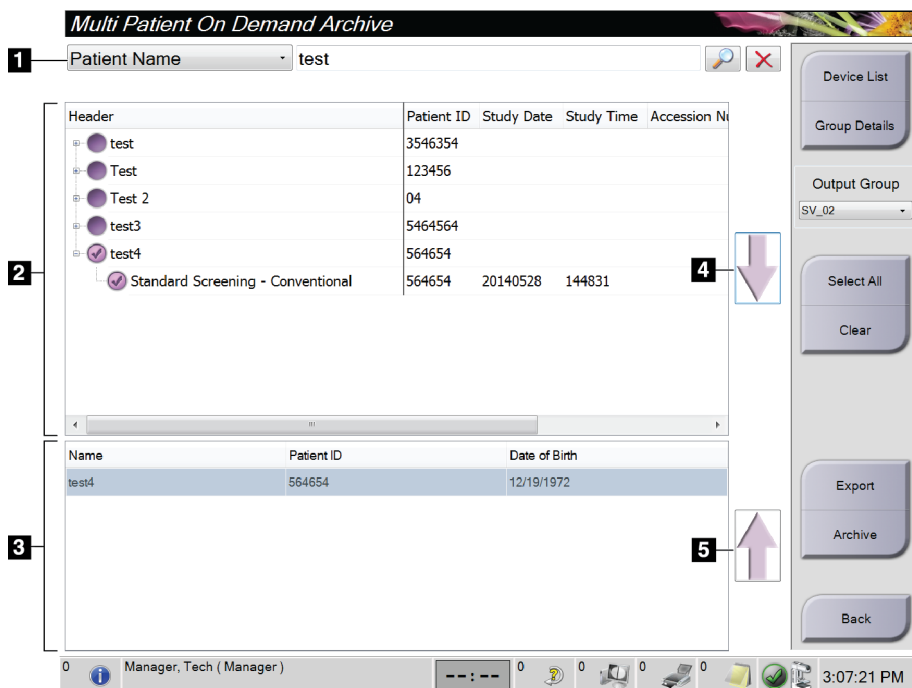 Multi Patient On Demand Archive
1
Patient Name
test
Device List
Group Details
Output Group
SV_02
2
Header Patient ID Study Date Study Time Accession Nu
test 3546354
Test 123456
Test 2 04
test3 5464564
test4 564654
Standard Screening - Conventional 564654 20140528 144831
4
Select All
Clear
3
Name Patient ID Date of Birth
test4 564654 12/19/1972
5
Export
Archive
Back
0 Manager, Tech ( Manager ) --:-- 0 0 0 0 3:07:21 PM